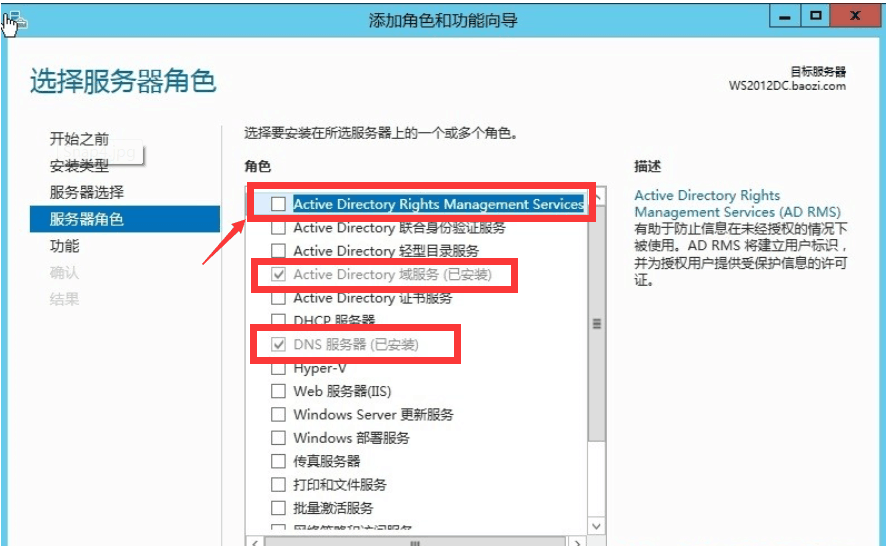 添加角色和功能向导
选择服务器角色
目标服务器
WS2012DC.baozi.com
开始之前
安装类型
服务器选择
服务器角色
功能
确认
结果
选择要安装在所选服务器上的一个或多个角色。
角色
Active Directory Rights Management Services
Active Directory 联合身份验证服务
Active Directory 轻型目录服务
Active Directory 域服务 (已安装)
Active Directory 证书服务
DHCP 服务器
DNS 服务器 (已安装)
Hyper-V
Web 服务器(IIS)
Windows Server 更新服务
Windows 部署服务
传真服务器
打印和文件服务
批量激活服务
网络策略和访问服务
描述
Active Directory Rights
Management Services (AD RMS)
有助于防止信息在未经授权的情况下
被使用。AD RMS 将建立用户标识，
并为授权用户提供受保护信息的许可
证。